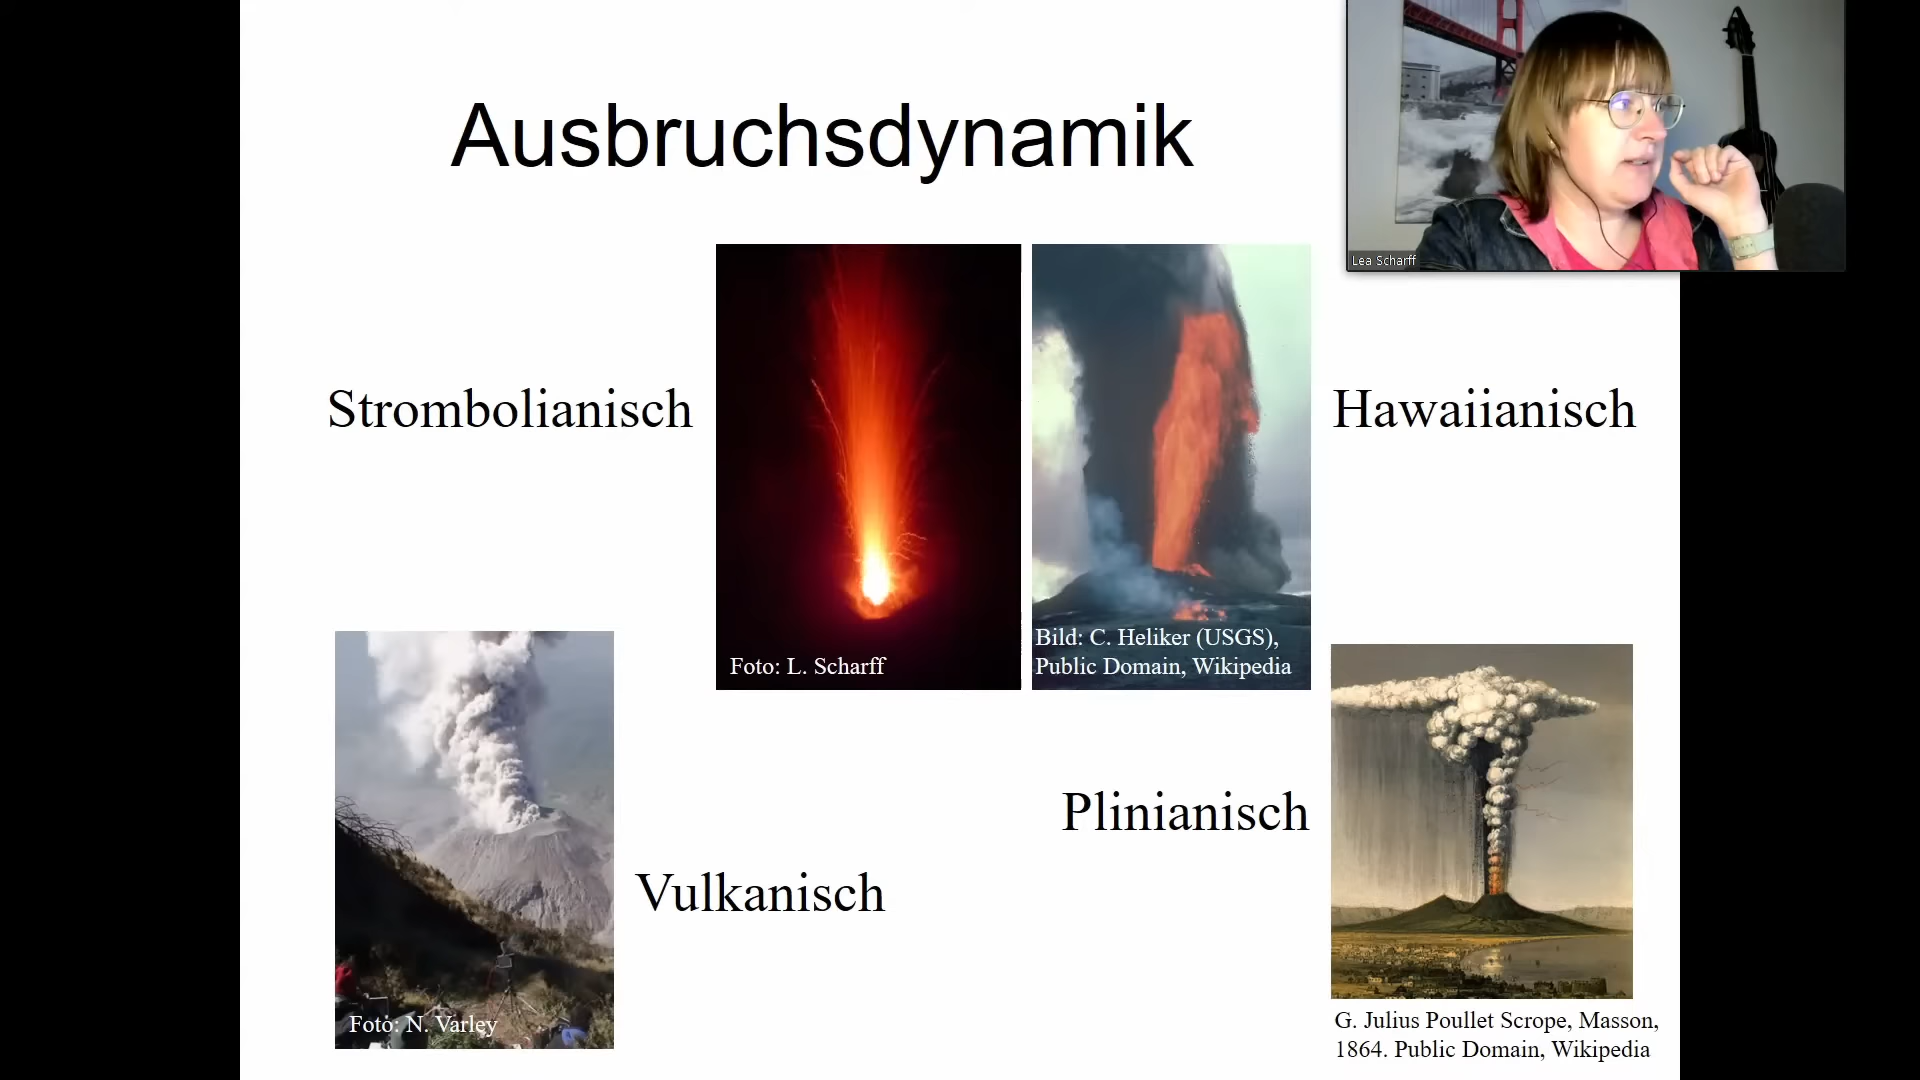 Ausbruchsdynamik
Lea Scharff
Strombolianisch
Hawaiianisch
Foto: L. Scharff
Bild: C. Heliker (USGS),
Public Domain, Wikipedia
Plinianisch
Vulkanisch
Foto: N. Varley
G. Julius Poullet Scrope, Masson,
1864. Public Domain, Wikipedia